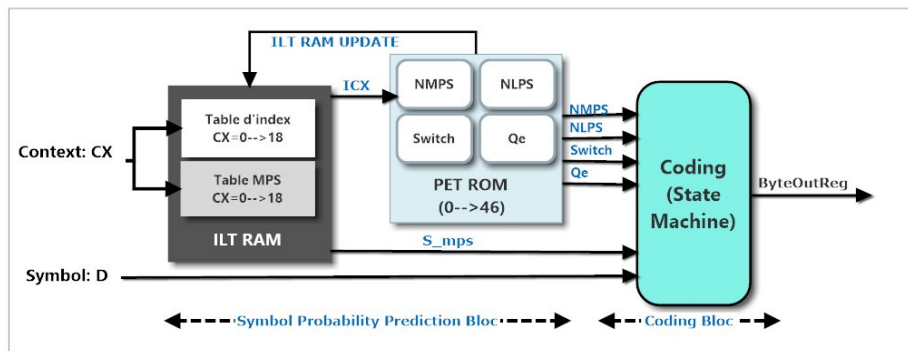 ILT RAM UPDATE
ICX
NMPS
NLPS
Switch
Qe
PET ROM
(0-->46)
Table d'index
CX=0-->18
Table MPS
CX=0-->18
ILT RAM
Context: CX
Symbol: D
NMPS
NLPS
Switch
Qe
S_mps
Coding
(State
Machine)
ByteOutReg
Symbol Probability Prediction Bloc
Coding Bloc